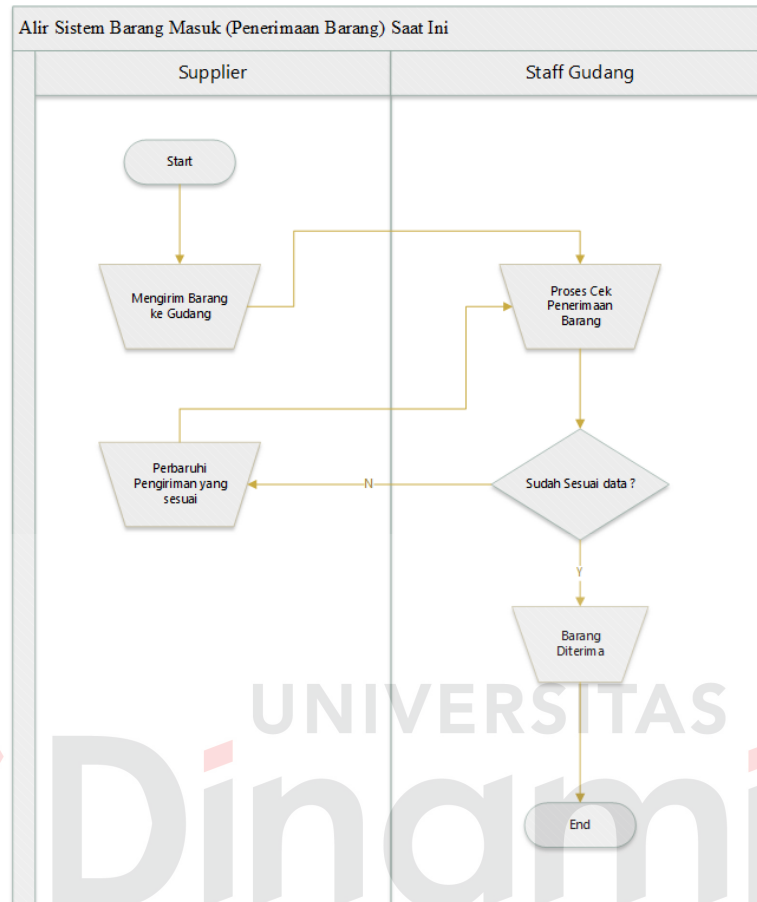 Alir Sistem Barang Masuk (Penerimaan Barang) Saat Ini
Supplier
Staff Gudang
Start
Mengirim Barang
ke Gudang
Proses Cek
Penerimaan
Barang
Perbaruhi
Pengiriman yang
sesuai
N
Sudah Sesuai data ?
Y
Barang
Diterima
End
UNIVERSITAS
Dinami